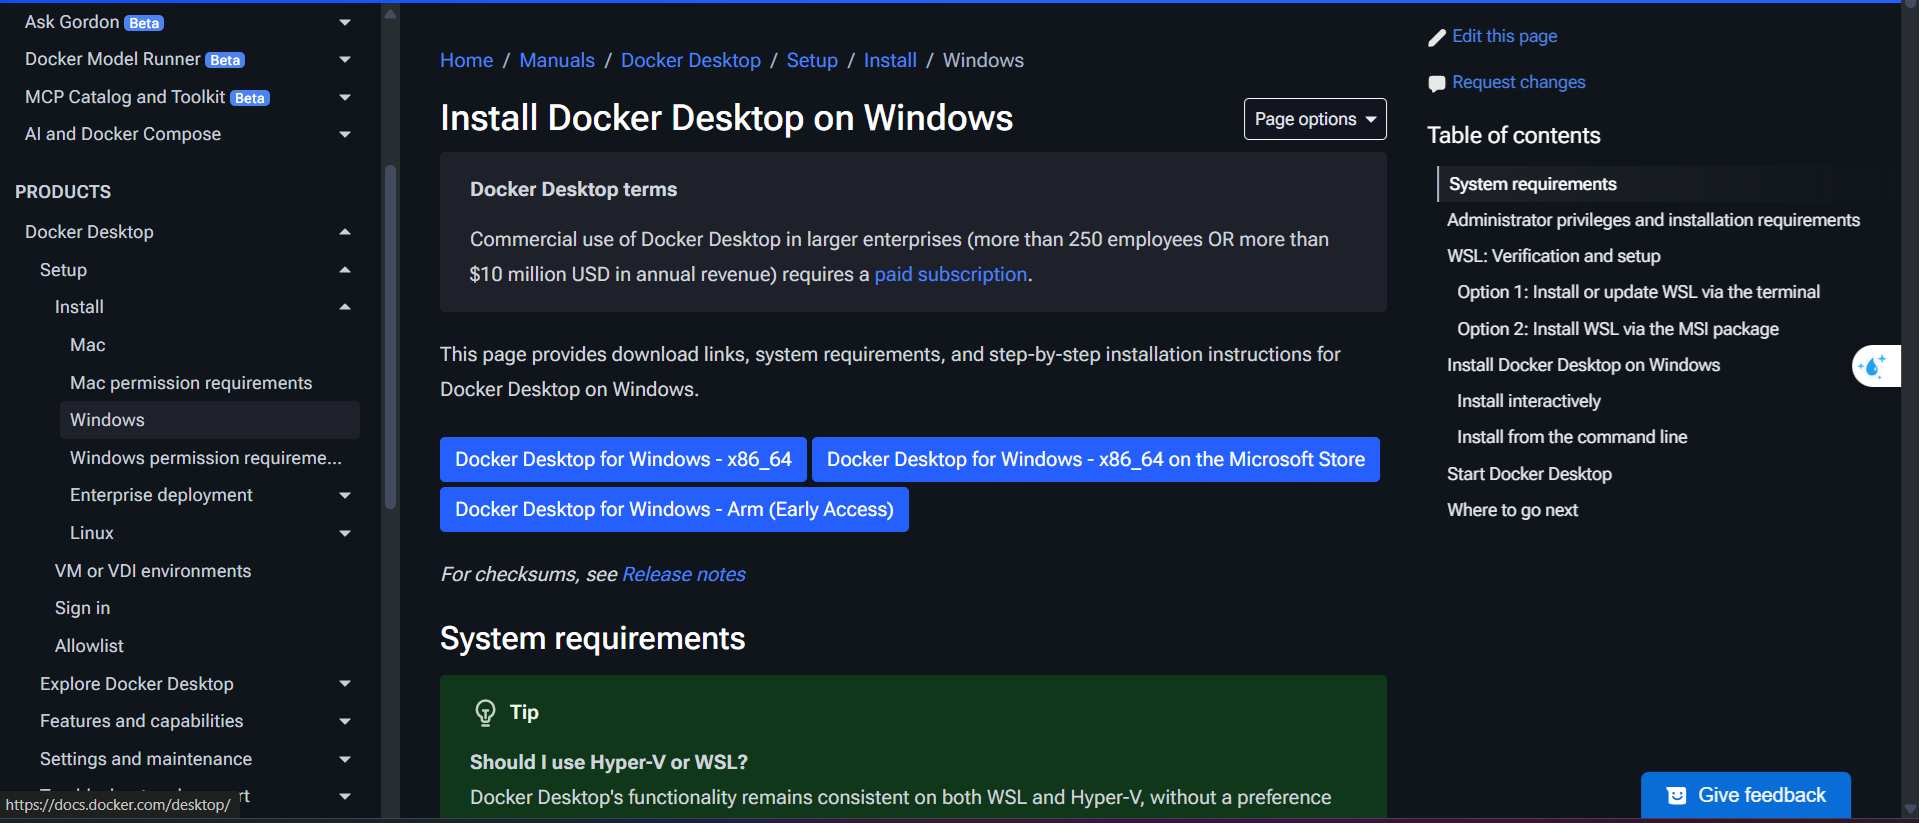 Ask Gordon Beta
Docker Model Runner Beta
MCP Catalog and Toolkit Beta
AI and Docker Compose
PRODUCTS
Docker Desktop
Setup
Install
Mac
Mac permission requirements
Windows
Windows permission requireme...
Enterprise deployment
Linux
VM or VDI environments
Sign in
Allowlist
Explore Docker Desktop
Features and capabilities
Settings and maintenance
https://docs.docker.com/desktop/
Home / Manuals / Docker Desktop / Setup / Install / Windows
Install Docker Desktop on Windows
Page options
Docker Desktop terms
Commercial use of Docker Desktop in larger enterprises (more than 250 employees OR more than
$10 million USD in annual revenue) requires a paid subscription.
This page provides download links, system requirements, and step-by-step installation instructions for
Docker Desktop on Windows.
Docker Desktop for Windows - x86_64
Docker Desktop for Windows - x86_64 on the Microsoft Store
Docker Desktop for Windows - Arm (Early Access)
For checksums, see Release notes
System requirements
Tip
Should I use Hyper-V or WSL?
Docker Desktop's functionality remains consistent on both WSL and Hyper-V, without a preference
Edit this page
Request changes
Table of contents
System requirements
Administrator privileges and installation requirements
WSL: Verification and setup
Option 1: Install or update WSL via the terminal
Option 2: Install WSL via the MSI package
Install Docker Desktop on Windows
Install interactively
Install from the command line
Start Docker Desktop
Where to go next
Give feedback